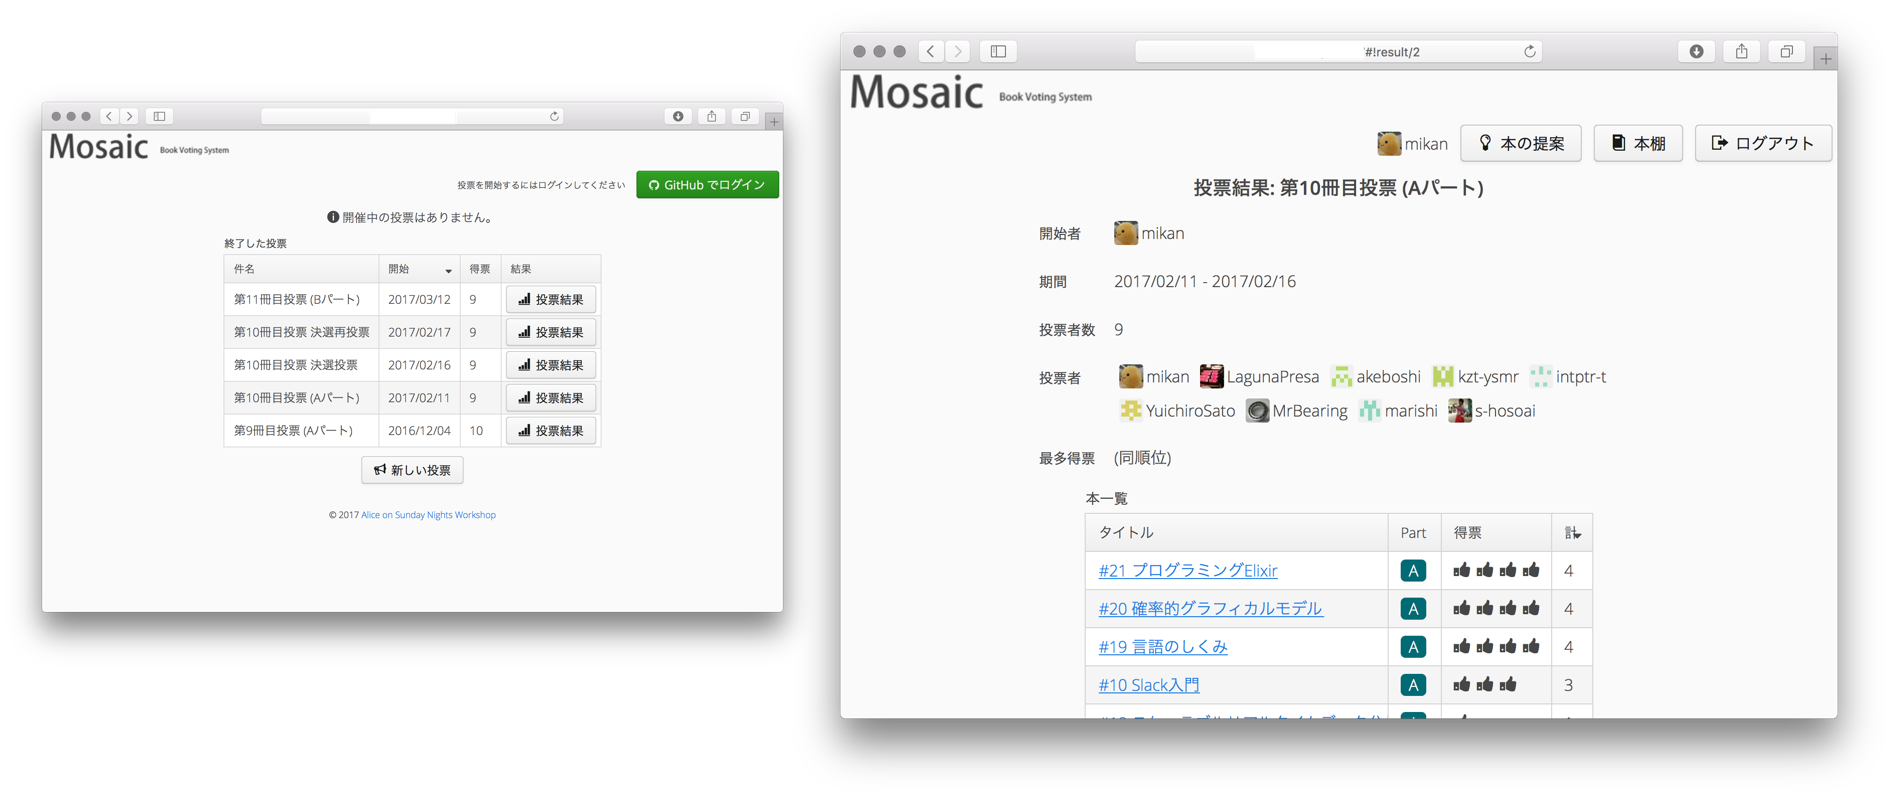 Mosaic Book Voting System
投票を開始するにはログインしてください GitHub でログイン
開催中の投票はありません。
終了した投票
件名 開始 得票 結果
第11冊目投票 (Bパート) 2017/03/12 9 投票結果
第10冊目投票 決選再投票 2017/02/17 9 投票結果
第10冊目投票 決選投票 2017/02/16 9 投票結果
第10冊目投票 (Aパート) 2017/02/11 9 投票結果
第9冊目投票 (Aパート) 2016/12/04 10 投票結果
新しい投票
© 2017 Alice on Sunday Nights Workshop
#!result/2
Mosaic Book Voting System
mikan 本の提案 本棚 ログアウト
投票結果: 第10冊目投票 (Aパート)
開始者 mikan
期間 2017/02/11 - 2017/02/16
投票者数 9
投票者 mikan LagunaPresa akeboshi kzt-ysmr intptr-t
YuichiroSato MrBearing marishi s-hosoai
最多得票 (同順位)
本一覧
タイトル Part 得票 計
#21 プログラミングElixir A 4
#20 確率的グラフィカルモデル A 4
#19 言語のしくみ A 4
#10 Slack入門 A 3